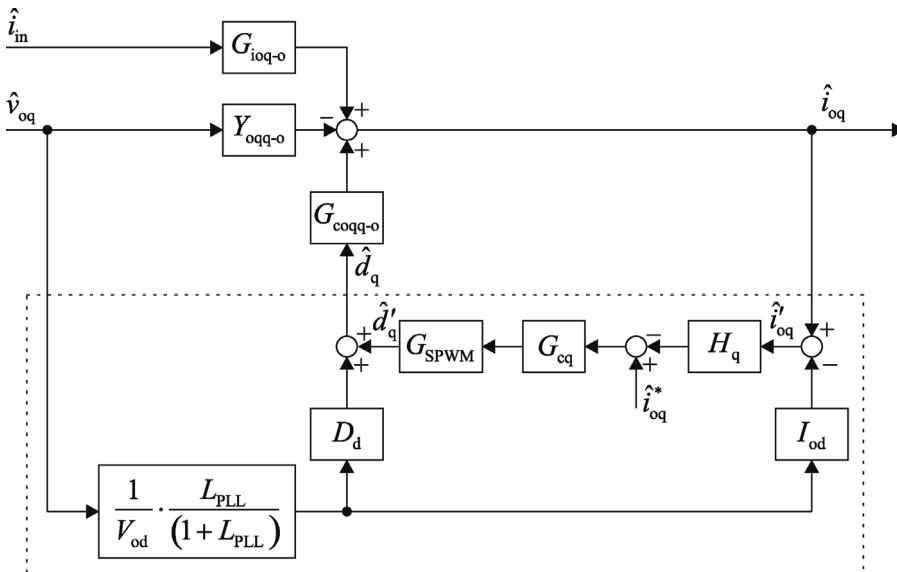 î_in
G_ioq-o
v̂_oq
Y_oqq-o
î_oq
+
−
+
G_coqq-o
d̂_q
d̂′_q
G_SPWM
G_cq
−
H_q
î′_oq
+
+
+
+
−
î*_oq
D_d
I_od
1/V_od · L_PLL/(1 + L_PLL)